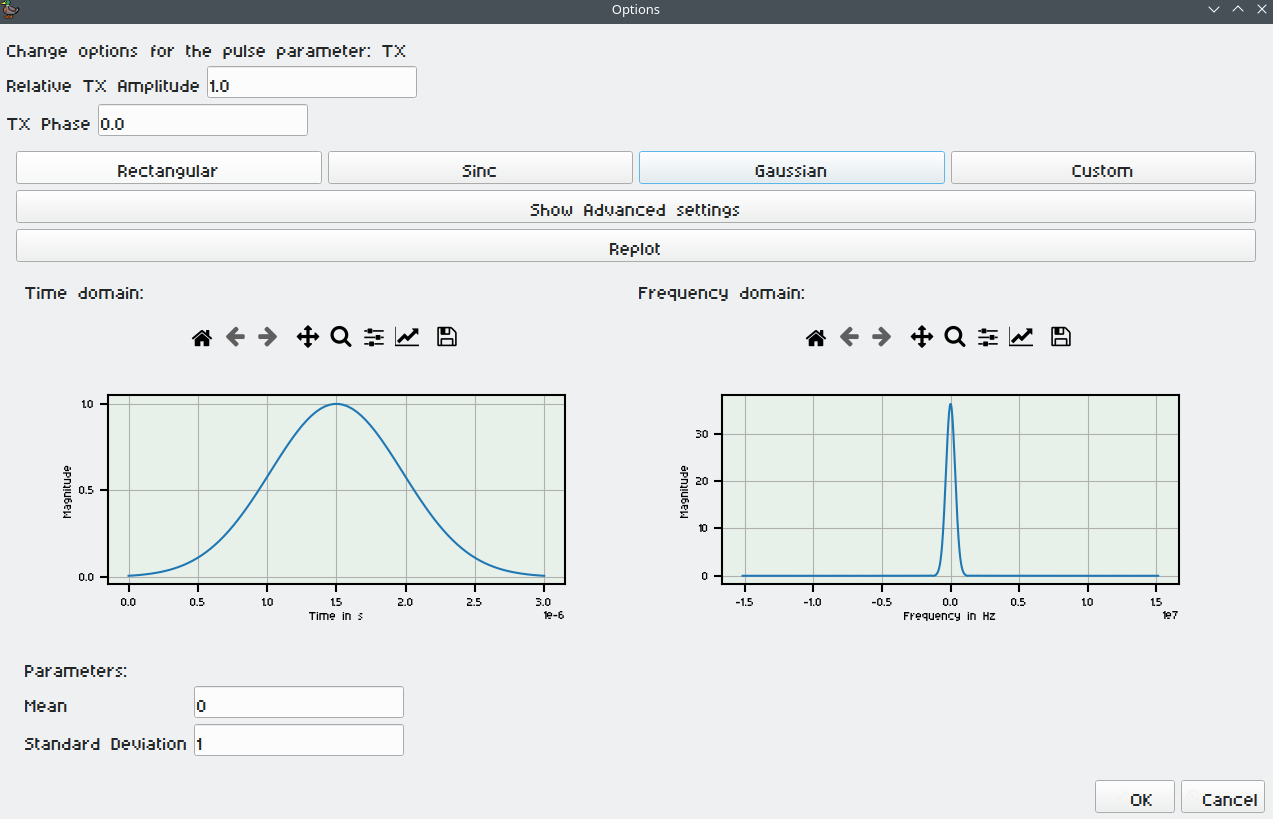 Options
Change options for the pulse parameter: TX
Relative TX Amplitude 1.0
TX Phase 0.0
Rectangular Sinc Gaussian Custom
Show Advanced settings
Replot
Time domain: Frequency domain:
1.0
0.5
0.0
Magnitude
0.0 0.5 1.0 1.5 2.0 2.5 3.0
Time in s 1e-6
30
20
10
0
Magnitude
-1.5 -1.0 -0.5 0.0 0.5 1.0 1.5
Frequency in Hz 1e7
Parameters:
Mean 0
Standard Deviation 1
OK Cancel